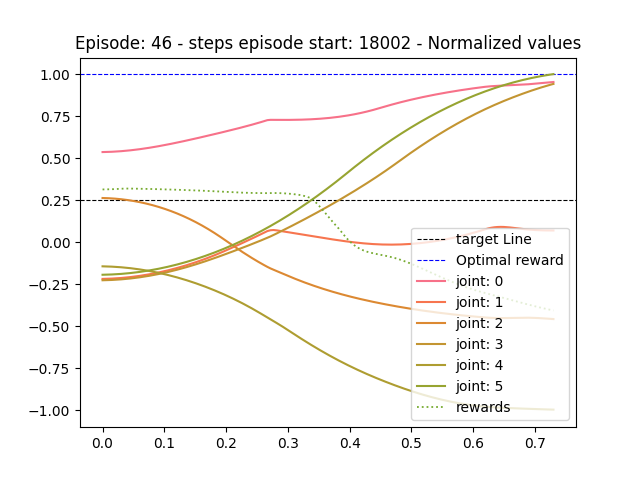 Episode: 46 - steps episode start: 18002 - Normalized values
1.00
0.75
0.50
0.25
0.00
−0.25
−0.50
−0.75
−1.00
target Line
Optimal reward
joint: 0
joint: 1
joint: 2
joint: 3
joint: 4
joint: 5
rewards
0.0 0.1 0.2 0.3 0.4 0.5 0.6 0.7